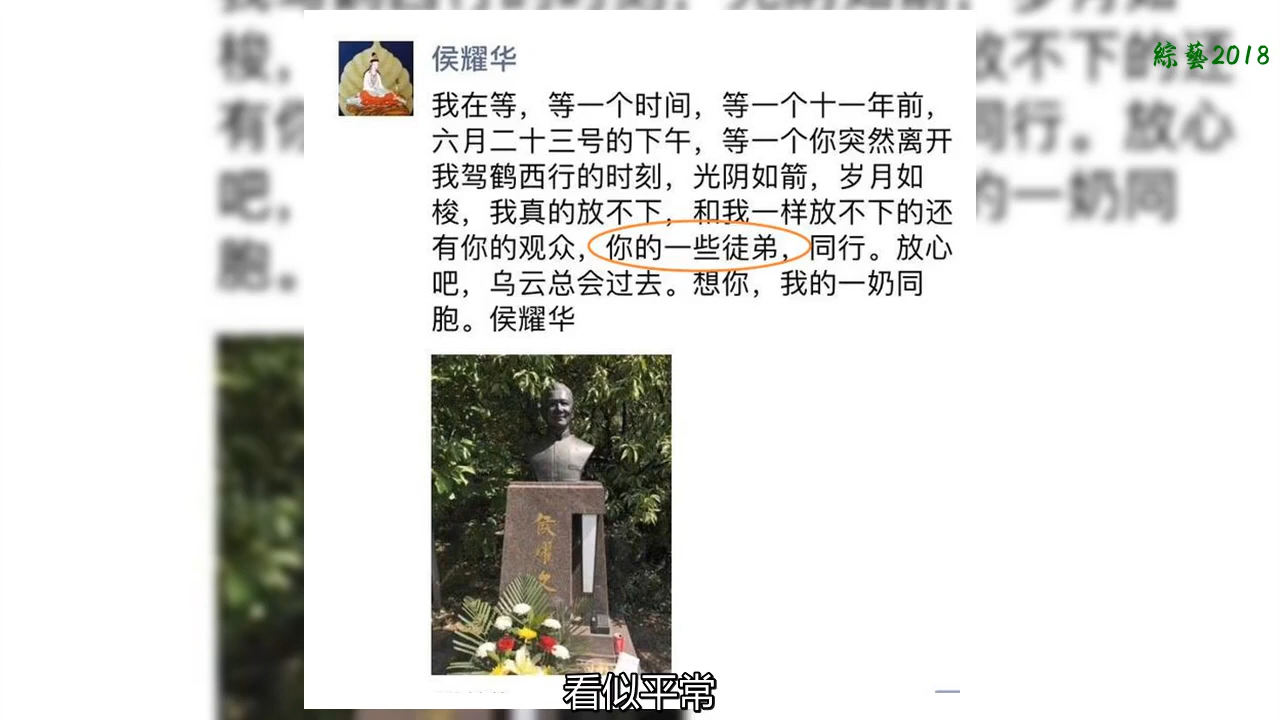 綜藝2018
侯耀华
我在等，等一个时间，等一个十一年前，
六月二十三号的下午，等一个你突然离开
我驾鹤西行的时刻，光阴如箭，岁月如
梭，我真的放不下，和我一样放不下的还
有你的观众，你的一些徒弟，同行。放心
吧，乌云总会过去。想你，我的一奶同
胞。侯耀华
侯
耀
文
看似平常